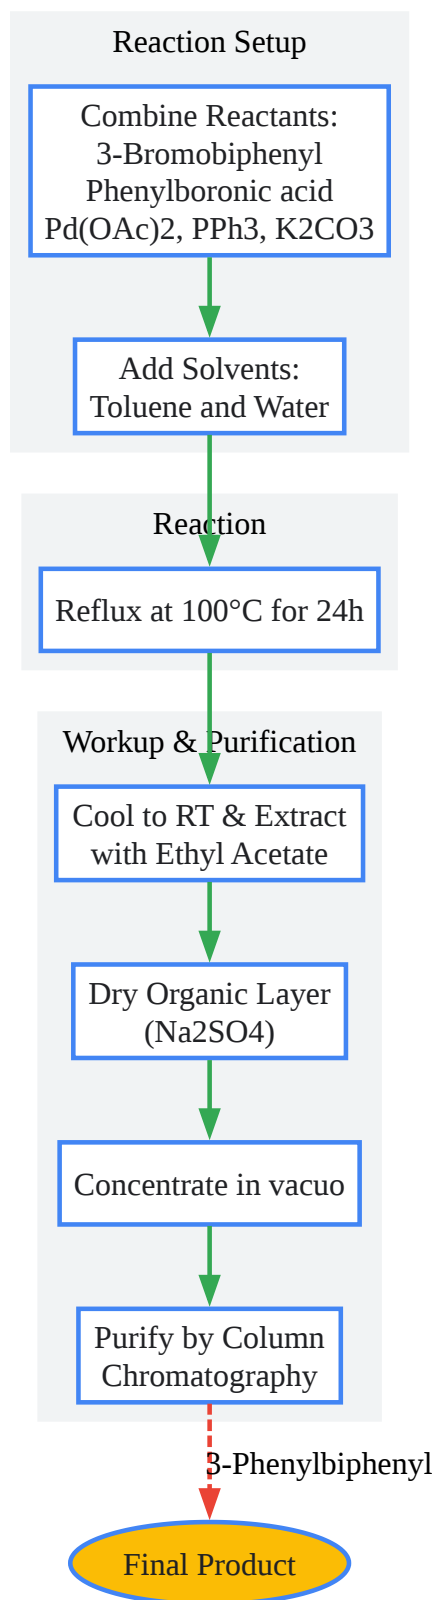 Reaction Setup
Combine Reactants:
3-Bromobiphenyl
Phenylboronic acid
Pd(OAc)2, PPh3, K2CO3
Add Solvents:
Toluene and Water
Reaction
Reflux at 100°C for 24h
Workup & Purification
Cool to RT & Extract
with Ethyl Acetate
Dry Organic Layer
(Na2SO4)
Concentrate in vacuo
Purify by Column
Chromatography
3-Phenylbiphenyl
Final Product